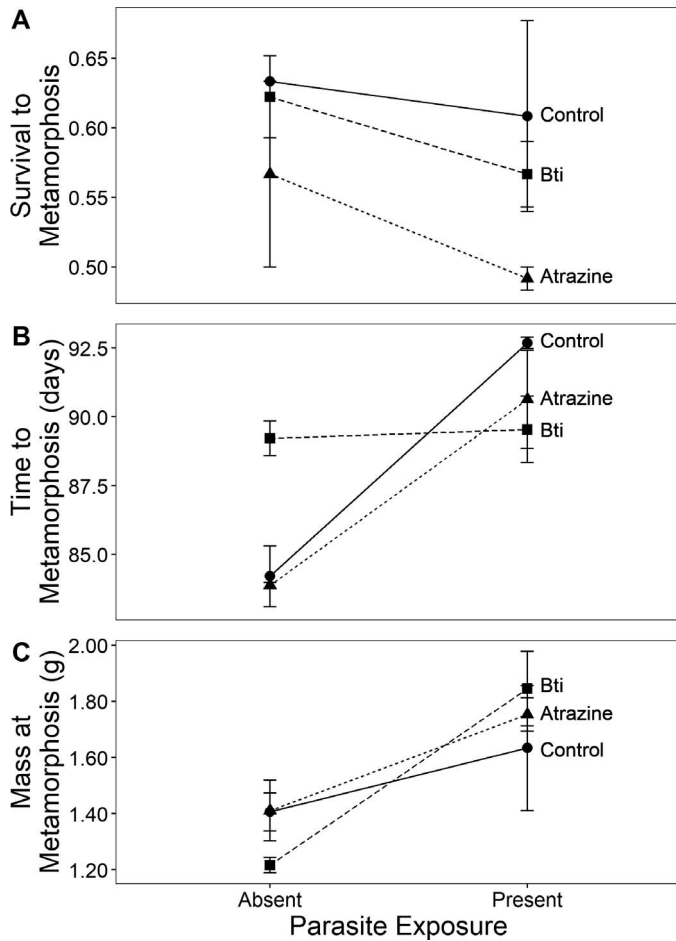 A
Survival to
Metamorphosis
0.65
0.60
0.55
0.50
Control
Bti
Atrazine
B
Time to
Metamorphosis (days)
92.5
90.0
87.5
85.0
Control
Atrazine
Bti
C
Mass at
Metamorphosis (g)
2.00
1.80
1.60
1.40
1.20
Bti
Atrazine
Control
Absent
Present
Parasite Exposure